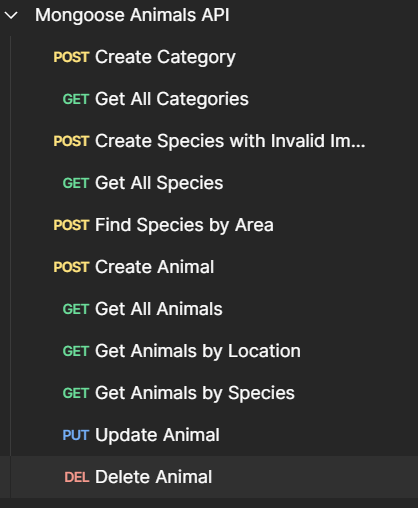 Mongoose Animals API
POST Create Category
GET Get All Categories
POST Create Species with Invalid Im...
GET Get All Species
POST Find Species by Area
POST Create Animal
GET Get All Animals
GET Get Animals by Location
GET Get Animals by Species
PUT Update Animal
DEL Delete Animal